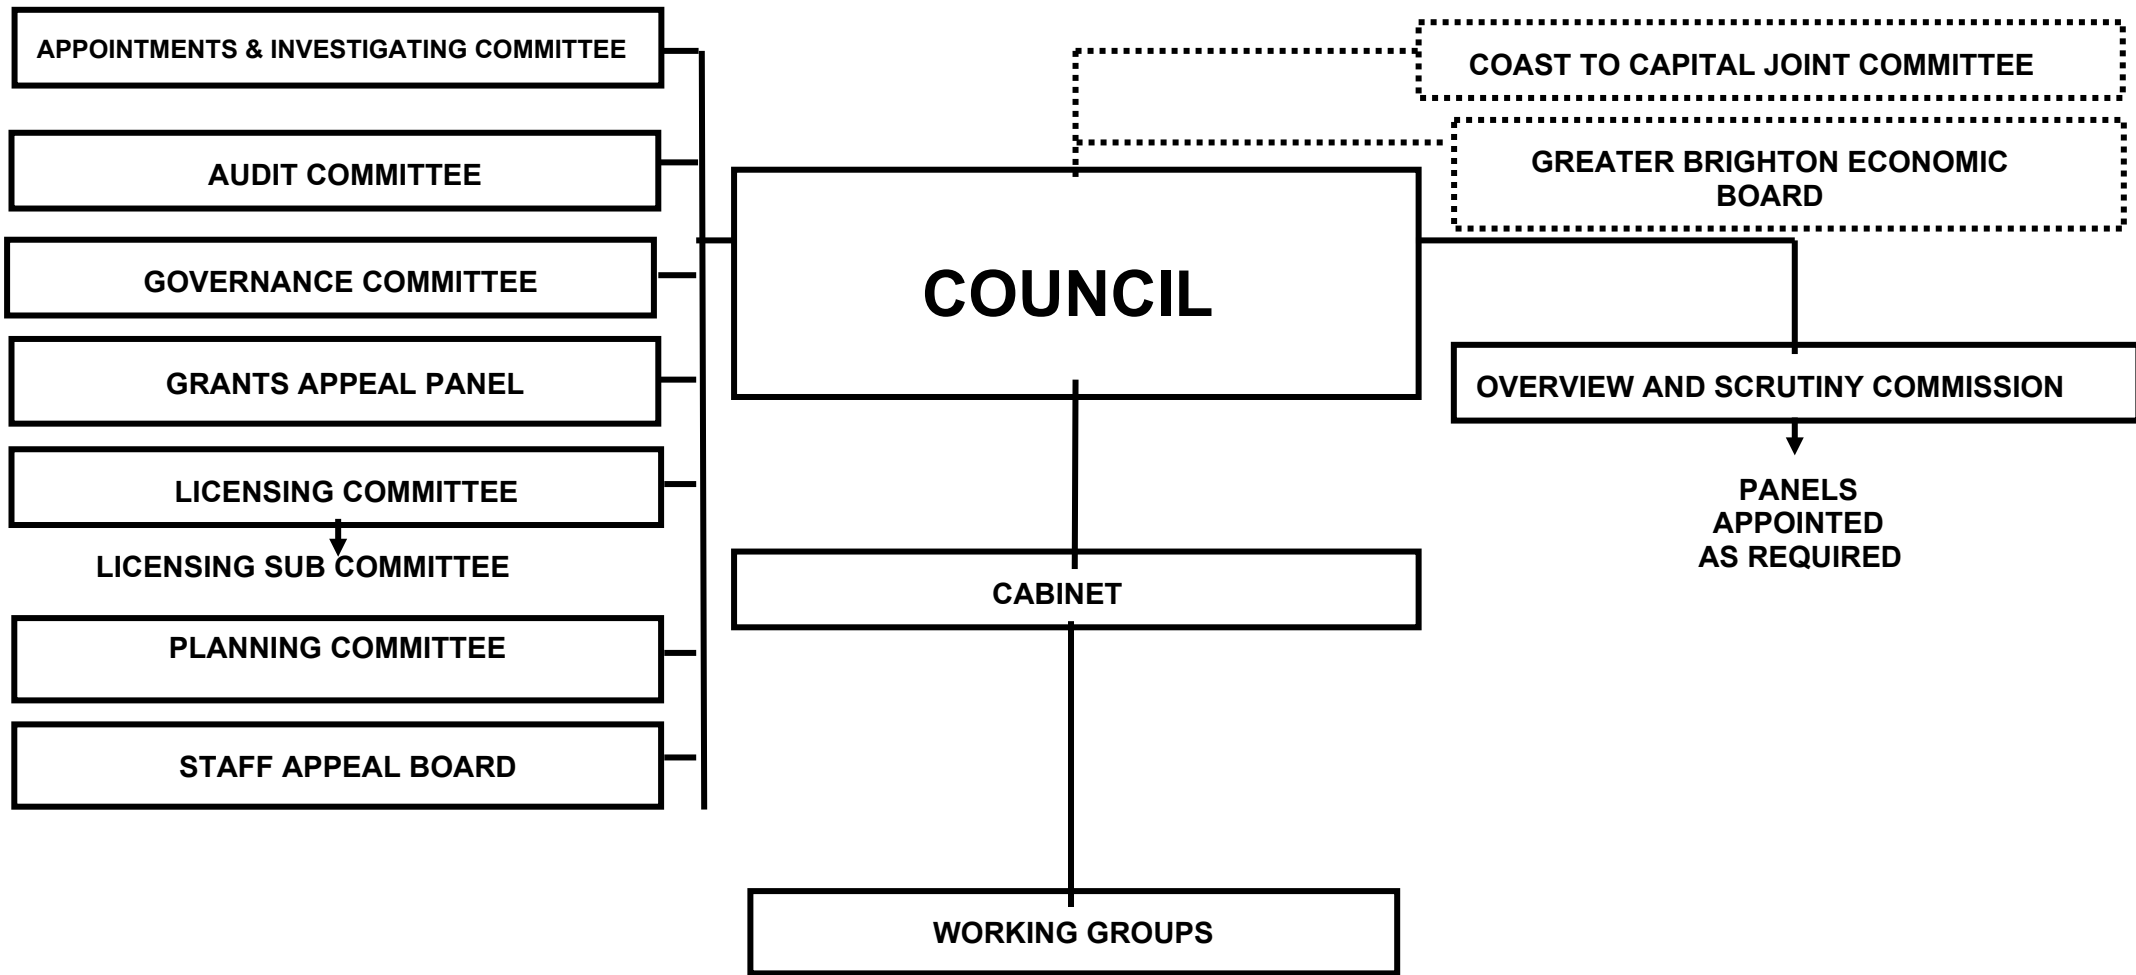 APPOINTMENTS & INVESTIGATING COMMITTEE
AUDIT COMMITTEE
GOVERNANCE COMMITTEE
GRANTS APPEAL PANEL
LICENSING COMMITTEE
LICENSING SUB COMMITTEE
PLANNING COMMITTEE
STAFF APPEAL BOARD
COUNCIL
CABINET
WORKING GROUPS
COAST TO CAPITAL JOINT COMMITTEE
GREATER BRIGHTON ECONOMIC
BOARD
OVERVIEW AND SCRUTINY COMMISSION
PANELS
APPOINTED
AS REQUIRED